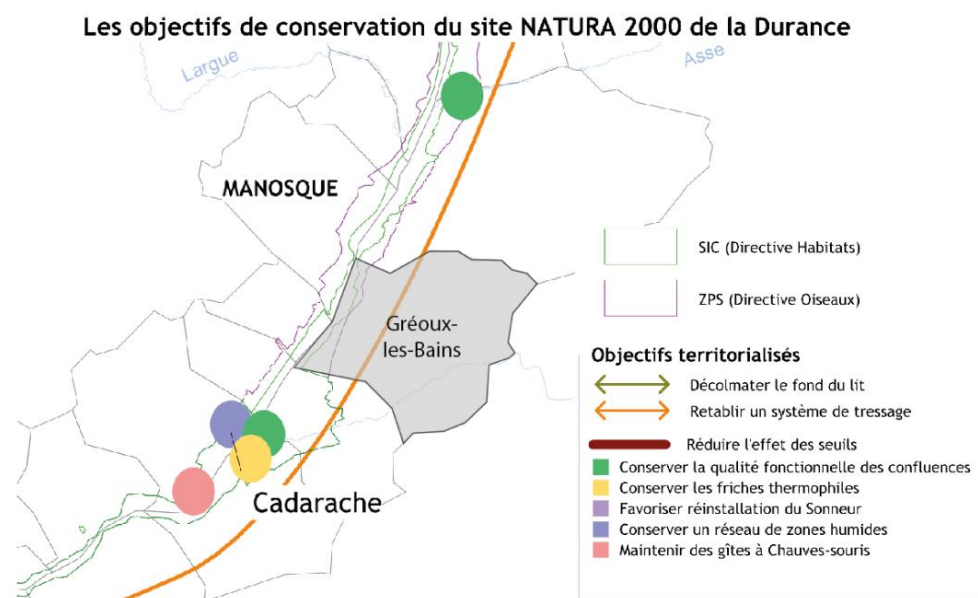 Les objectifs de conservation du site NATURA 2000 de la Durance
Largue
Asse
MANOSQUE
Gréoux-
les-Bains
Cadarache
SIC (Directive Habitats)
ZPS (Directive Oiseaux)
Objectifs territorialisés
Décolmater le fond du lit
Retablir un système de tressage
Réduire l'effet des seuils
Conserver la qualité fonctionnelle des confluences
Conserver les friches thermophiles
Favoriser réinstallation du Sonneur
Conserver un réseau de zones humides
Maintenir des gîtes à Chauves-souris